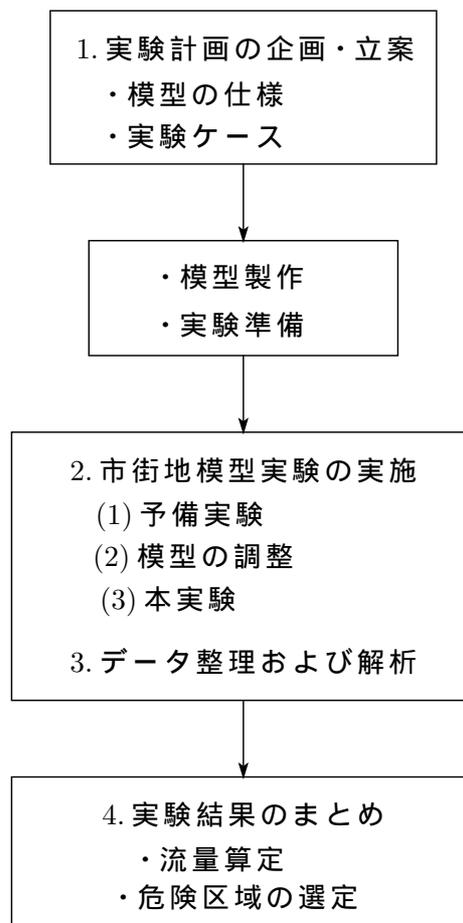 1. 実験計画の企画・立案
・模型の仕様
・実験ケース
・模型製作
・実験準備
2. 市街地模型実験の実施
(1) 予備実験
(2) 模型の調整
(3) 本実験
3. データ整理および解析
4. 実験結果のまとめ
・流量算定
・危険区域の選定